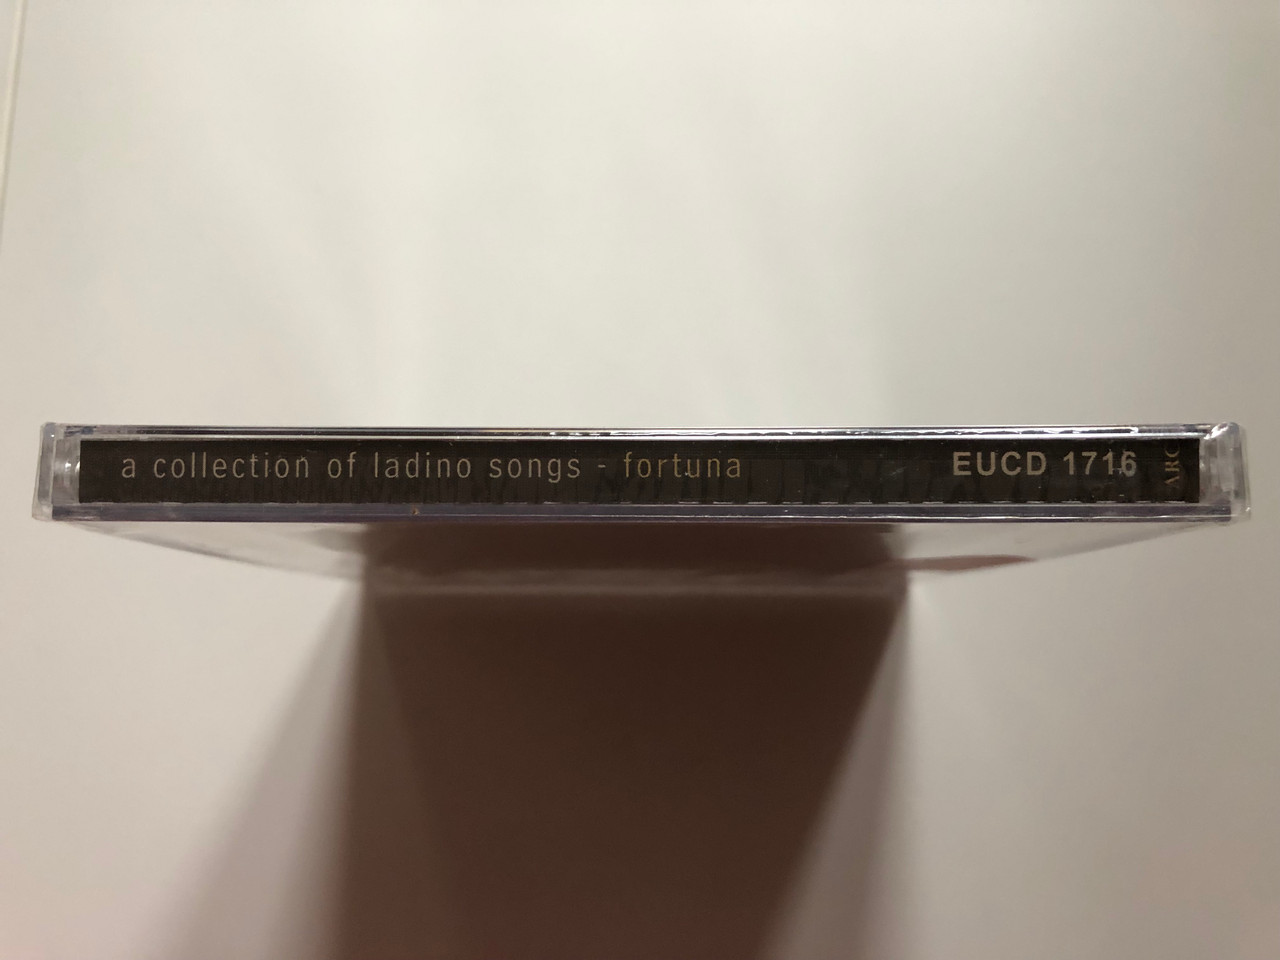 a collection of ladino songs - fortuna
EUCD 1716
ARC